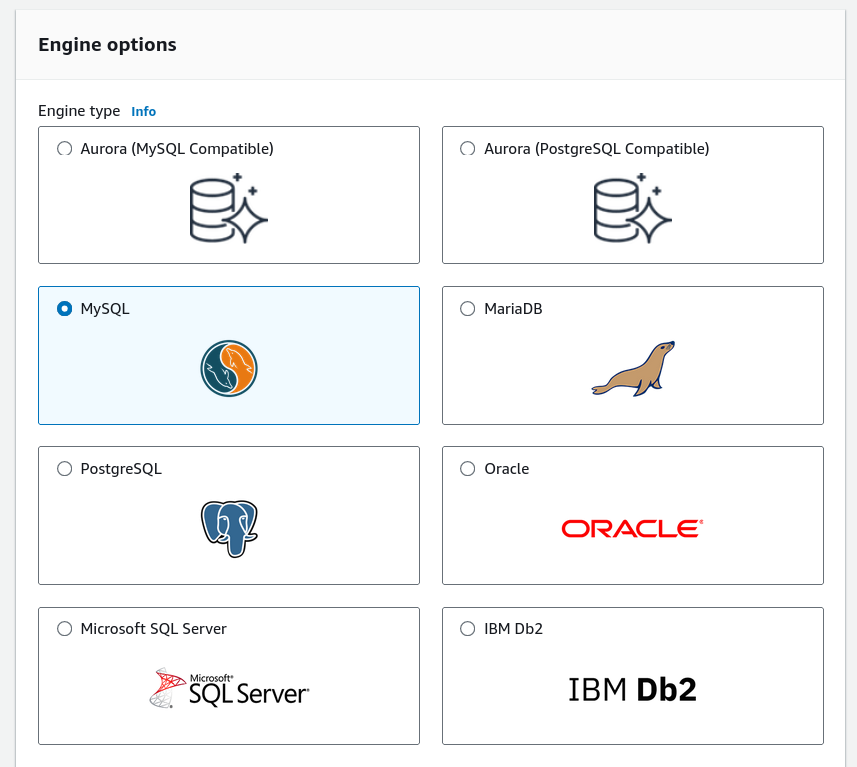 Engine options
Engine type Info
Aurora (MySQL Compatible)
Aurora (PostgreSQL Compatible)
MySQL
MariaDB
PostgreSQL
Oracle
ORACLE®
Microsoft SQL Server
Microsoft®
SQL Server®
IBM Db2
IBM Db2